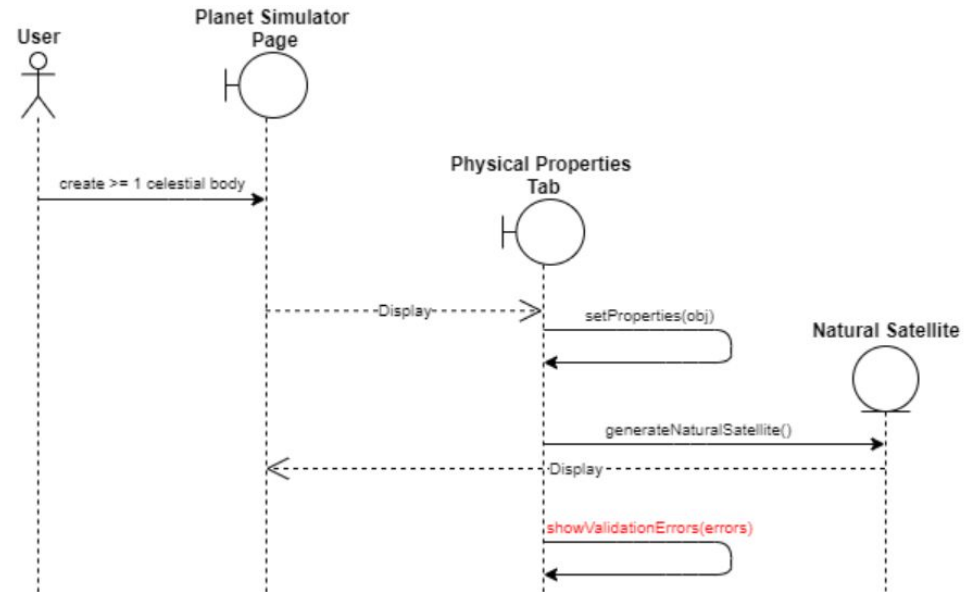 User
Planet Simulator
Page
create >= 1 celestial body
Physical Properties
Tab
Display
setProperties(obj)
Natural Satellite
generateNaturalSatellite()
Display
showValidationErrors(errors)